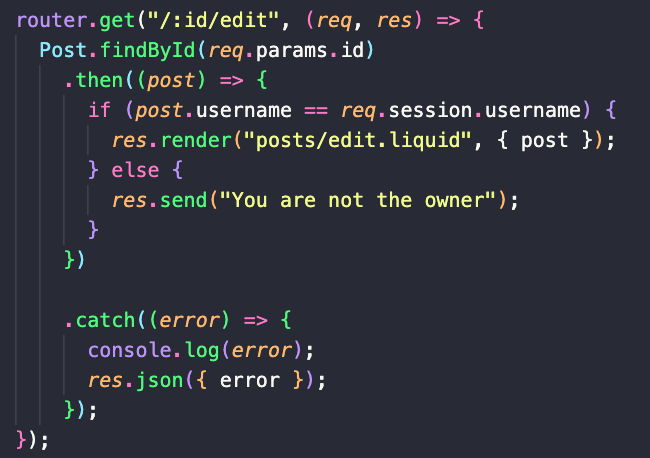 router.get("/:id/edit", (req, res) => {
  Post.findById(req.params.id)
    .then((post) => {
      if (post.username == req.session.username) {
        res.render("posts/edit.liquid", { post });
      } else {
        res.send("You are not the owner");
      }
    })

    .catch((error) => {
      console.log(error);
      res.json({ error });
    });
});